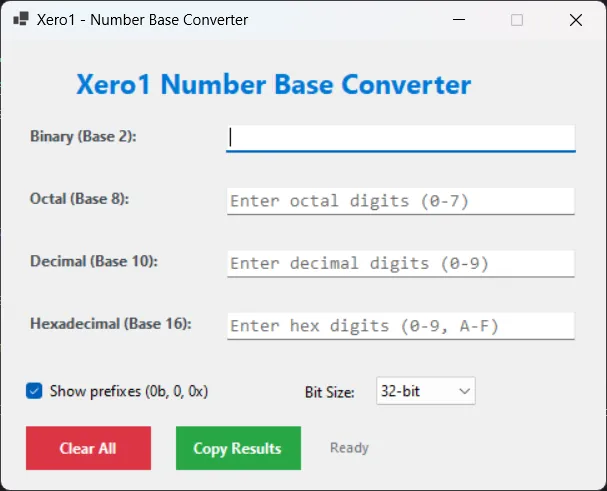 Xero1 - Number Base Converter
Xero1 Number Base Converter
Binary (Base 2):
Octal (Base 8): Enter octal digits (0-7)
Decimal (Base 10): Enter decimal digits (0-9)
Hexadecimal (Base 16): Enter hex digits (0-9, A-F)
Show prefixes (0b, 0, 0x) Bit Size: 32-bit
Clear All Copy Results Ready